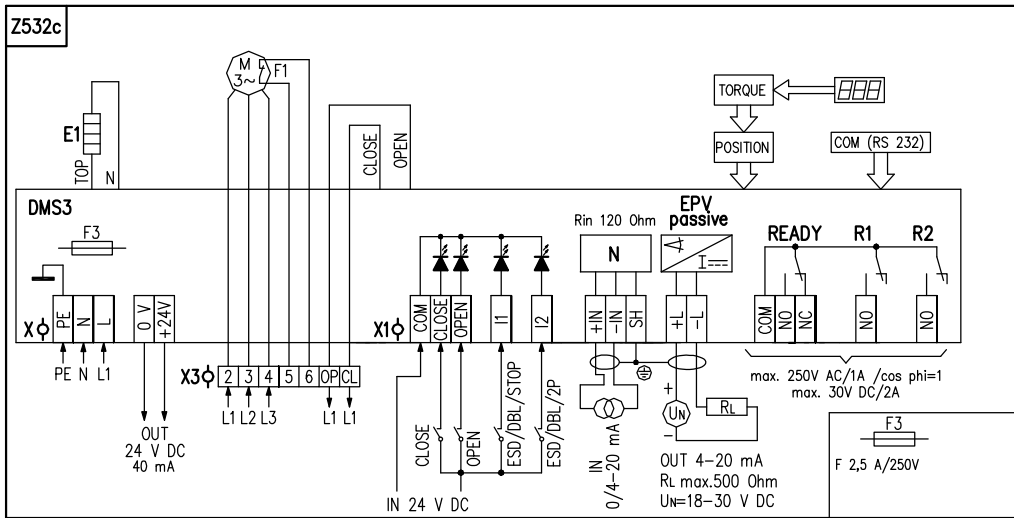 Z532c
M
3~
F1
E1
TOP
N
CLOSE
OPEN
TORQUE
POSITION
COM (RS 232)
DMS3
F3
Rin 120 Ohm
N
EPV
passive
I
READY
R1
R2
X
PE
N
L
0 V
+24V
X1
COM
CLOSE
OPEN
I1
I2
+IN
-IN
SH
+L
-L
COM
NO
NC
NO
NO
PE N L1
OUT
24 V DC
40 mA
X3
2 3 4 5 6 OP CL
L1 L2 L3 L1 L1
CLOSE
OPEN
ESD/DBL/STOP
ESD/DBL/2P
IN 24 V DC
IN
0/4-20 mA
+
UN
-
RL
OUT 4-20 mA
RL max.500 Ohm
UN=18-30 V DC
max. 250V AC/1A /cos phi=1
max. 30V DC/2A
F3
F 2,5 A/250V